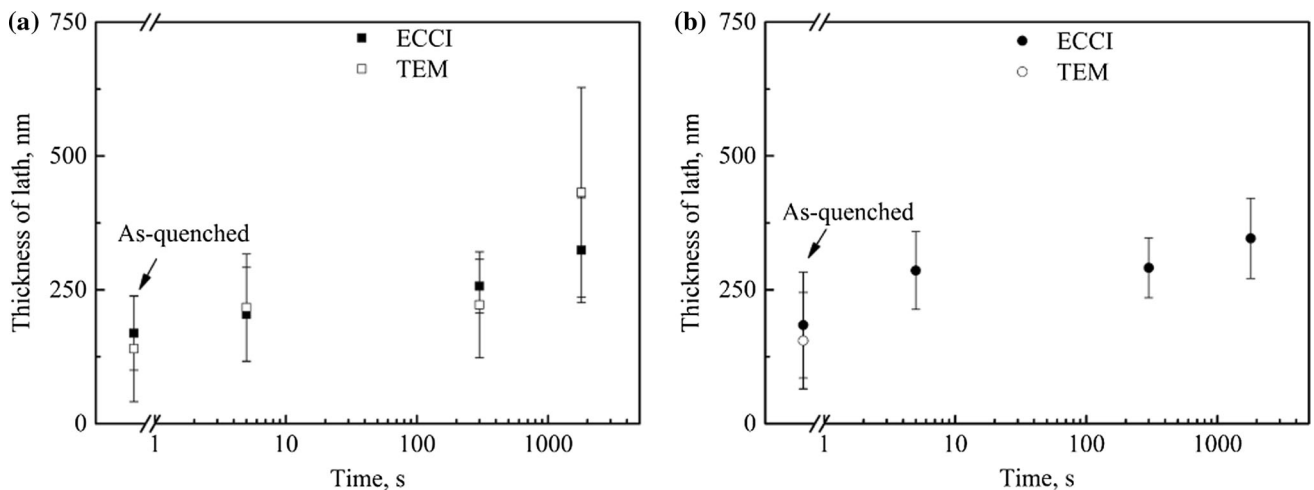 (a)
750
500
250
0
Thickness of lath, nm
ECCI
TEM
As-quenched
1
10
100
1000
Time, s
(b)
750
500
250
0
Thickness of lath, nm
ECCI
TEM
As-quenched
1
10
100
1000
Time, s